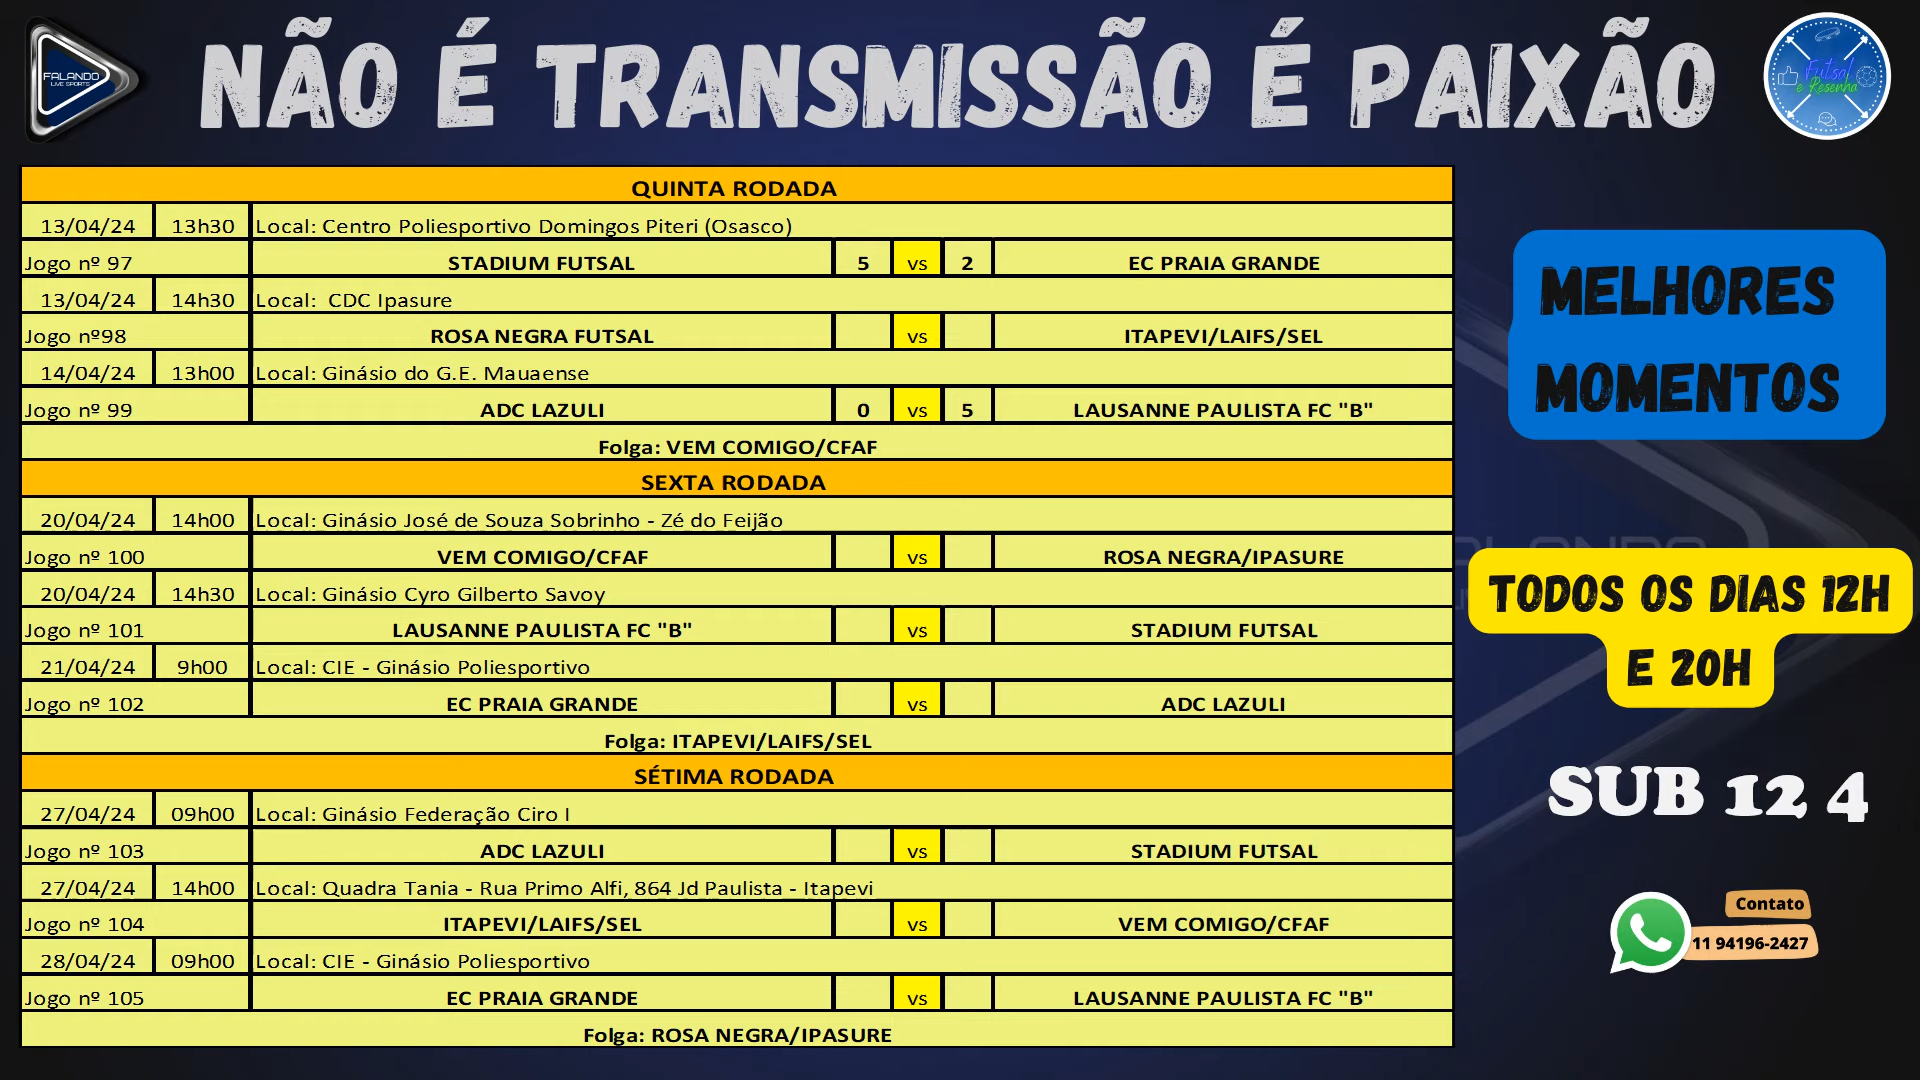 FALANDO
LIVE SPORTS
NÃO É TRANSMISSÃO É PAIXÃO
Futsal
e Resenha
QUINTA RODADA
13/04/24 13h30 Local: Centro Poliesportivo Domingos Piteri (Osasco)
Jogo nº 97 STADIUM FUTSAL 5 vs 2 EC PRAIA GRANDE
13/04/24 14h30 Local: CDC Ipasure
Jogo nº98 ROSA NEGRA FUTSAL vs ITAPEVI/LAIFS/SEL
14/04/24 13h00 Local: Ginásio do G.E. Mauaense
Jogo nº 99 ADC LAZULI 0 vs 5 LAUSANNE PAULISTA FC "B"
Folga: VEM COMIGO/CFAF
SEXTA RODADA
20/04/24 14h00 Local: Ginásio José de Souza Sobrinho - Zé do Feijão
Jogo nº 100 VEM COMIGO/CFAF vs ROSA NEGRA/IPASURE
20/04/24 14h30 Local: Ginásio Cyro Gilberto Savoy
Jogo nº 101 LAUSANNE PAULISTA FC "B" vs STADIUM FUTSAL
21/04/24 9h00 Local: CIE - Ginásio Poliesportivo
Jogo nº 102 EC PRAIA GRANDE vs ADC LAZULI
Folga: ITAPEVI/LAIFS/SEL
SÉTIMA RODADA
27/04/24 09h00 Local: Ginásio Federação Ciro I
Jogo nº 103 ADC LAZULI vs STADIUM FUTSAL
27/04/24 14h00 Local: Quadra Tania - Rua Primo Alfi, 864 Jd Paulista - Itapevi
Jogo nº 104 ITAPEVI/LAIFS/SEL vs VEM COMIGO/CFAF
28/04/24 09h00 Local: CIE - Ginásio Poliesportivo
Jogo nº 105 EC PRAIA GRANDE vs LAUSANNE PAULISTA FC "B"
Folga: ROSA NEGRA/IPASURE
MELHORES
MOMENTOS
TODOS OS DIAS 12H
E 20H
SUB 12 4
Contato
11 94196-2427